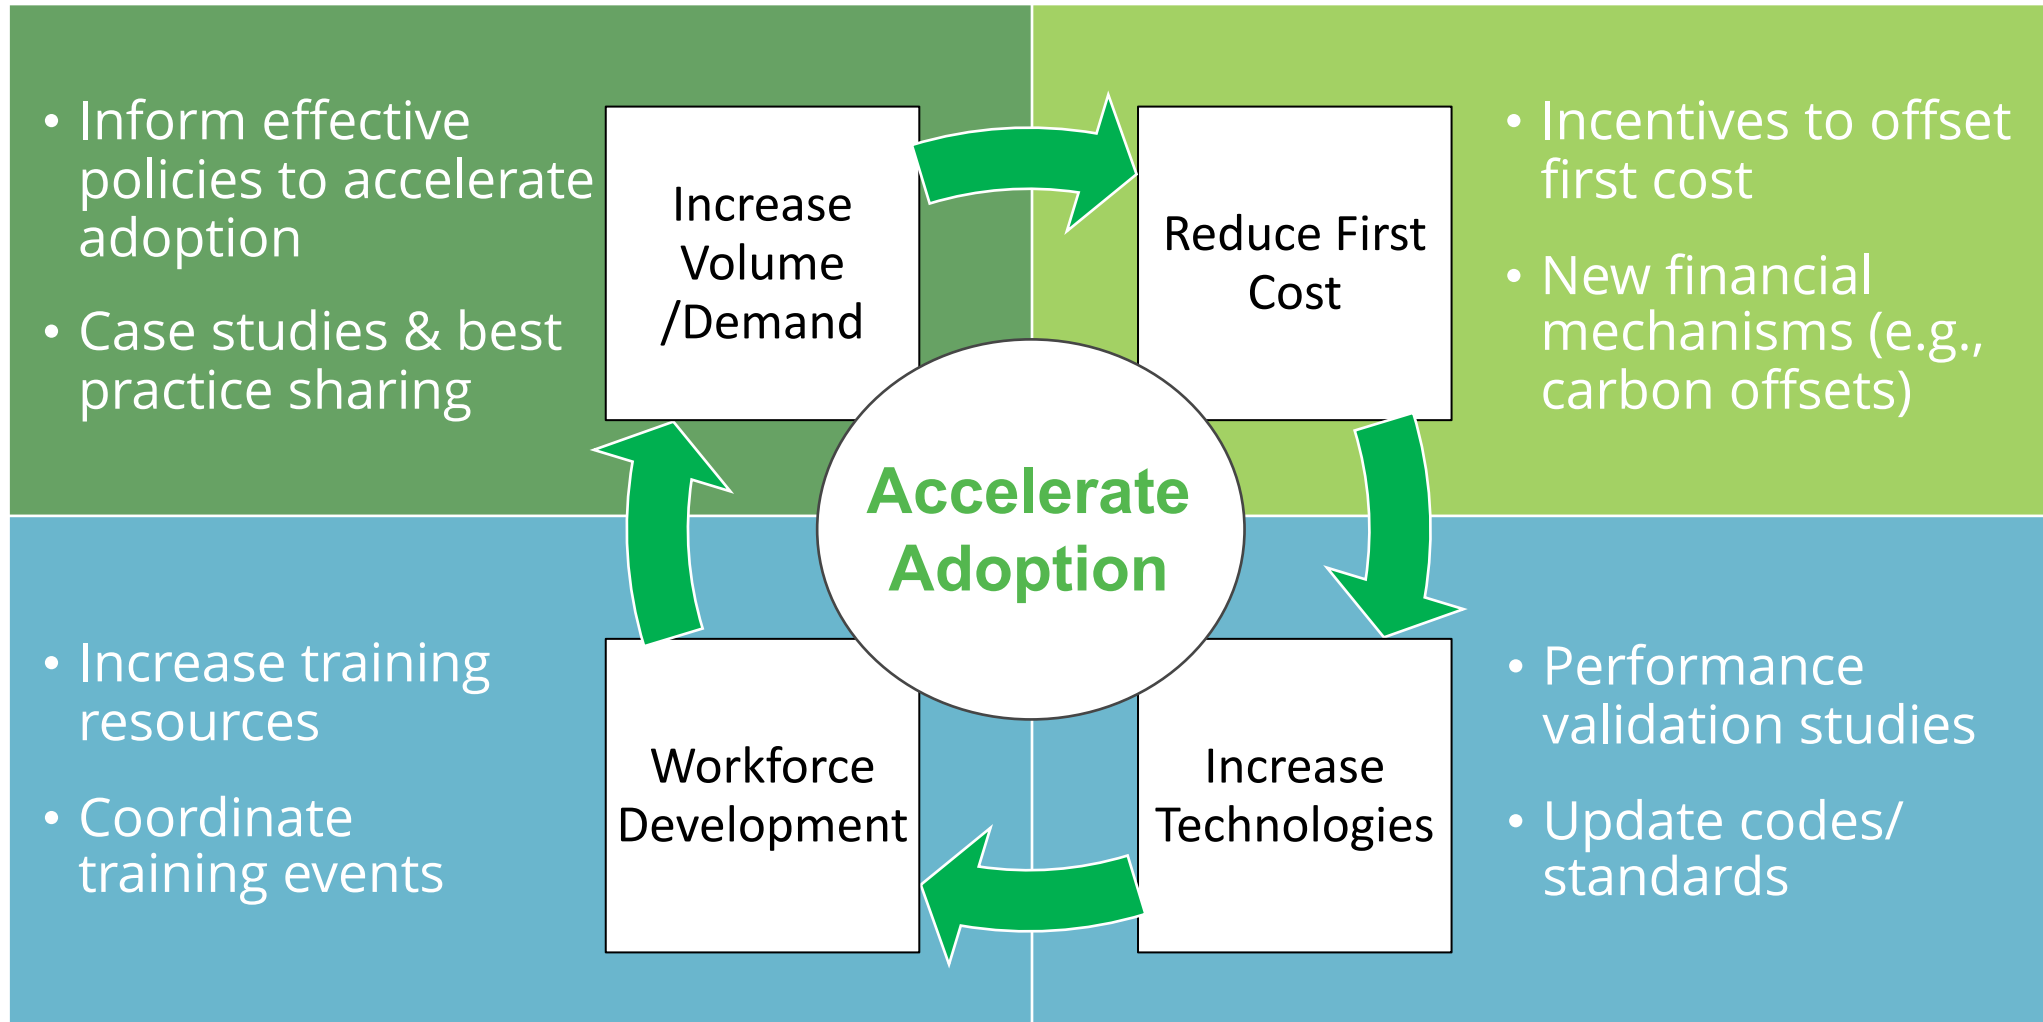 • Inform effective
policies to accelerate
adoption
• Case studies & best
practice sharing
Increase
Volume
/Demand
Reduce First
Cost
• Incentives to offset
first cost
• New financial
mechanisms (e.g.,
carbon offsets)
Accelerate
Adoption
• Increase training
resources
• Coordinate
training events
Workforce
Development
Increase
Technologies
• Performance
validation studies
• Update codes/
standards